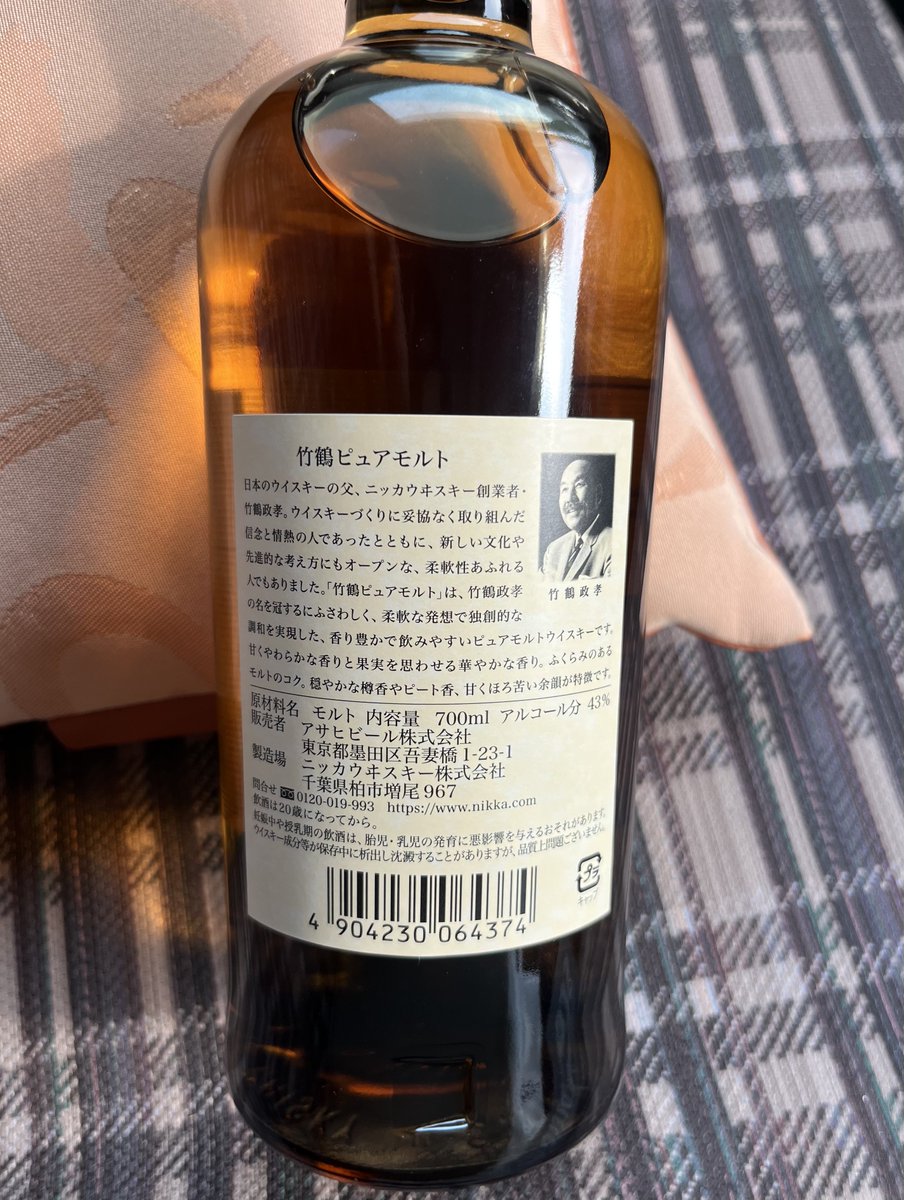 竹鶴ピュアモルト
日本のウイスキーの父、ニッカウヰスキー創業者・
竹鶴政孝。ウイスキーづくりに妥協なく取り組んだ
信念と情熱の人であったとともに、新しい文化や
先進的な考え方にもオープンな、柔軟性あふれる
人でもありました。「竹鶴ピュアモルト」は、竹鶴政孝
の名を冠するにふさわしく、柔軟な発想で独創的な
調和を実現した、香り豊かで飲みやすいピュアモルトウイスキーです。
甘くやわらかな香りと果実を思わせる華やかな香り。ふくらみのある
モルトのコク。穏やかな樽香やピート香、甘くほろ苦い余韻が特徴です。
竹鶴政孝
原材料名 モルト 内容量 700ml アルコール分 43%
販売者 アサヒビール株式会社
東京都墨田区吾妻橋1-23-1
製造場 ニッカウヰスキー株式会社
千葉県柏市増尾967
問合せ 0120-019-993 https://www.nikka.com
飲酒は20歳になってから。
妊娠中や授乳期の飲酒は、胎児・乳児の発育に悪影響を与えるおそれがあります。
ウイスキー成分等が保存中に析出し沈澱することがありますが、品質上問題ございません。
プラ
キャップ
4 904230 064374